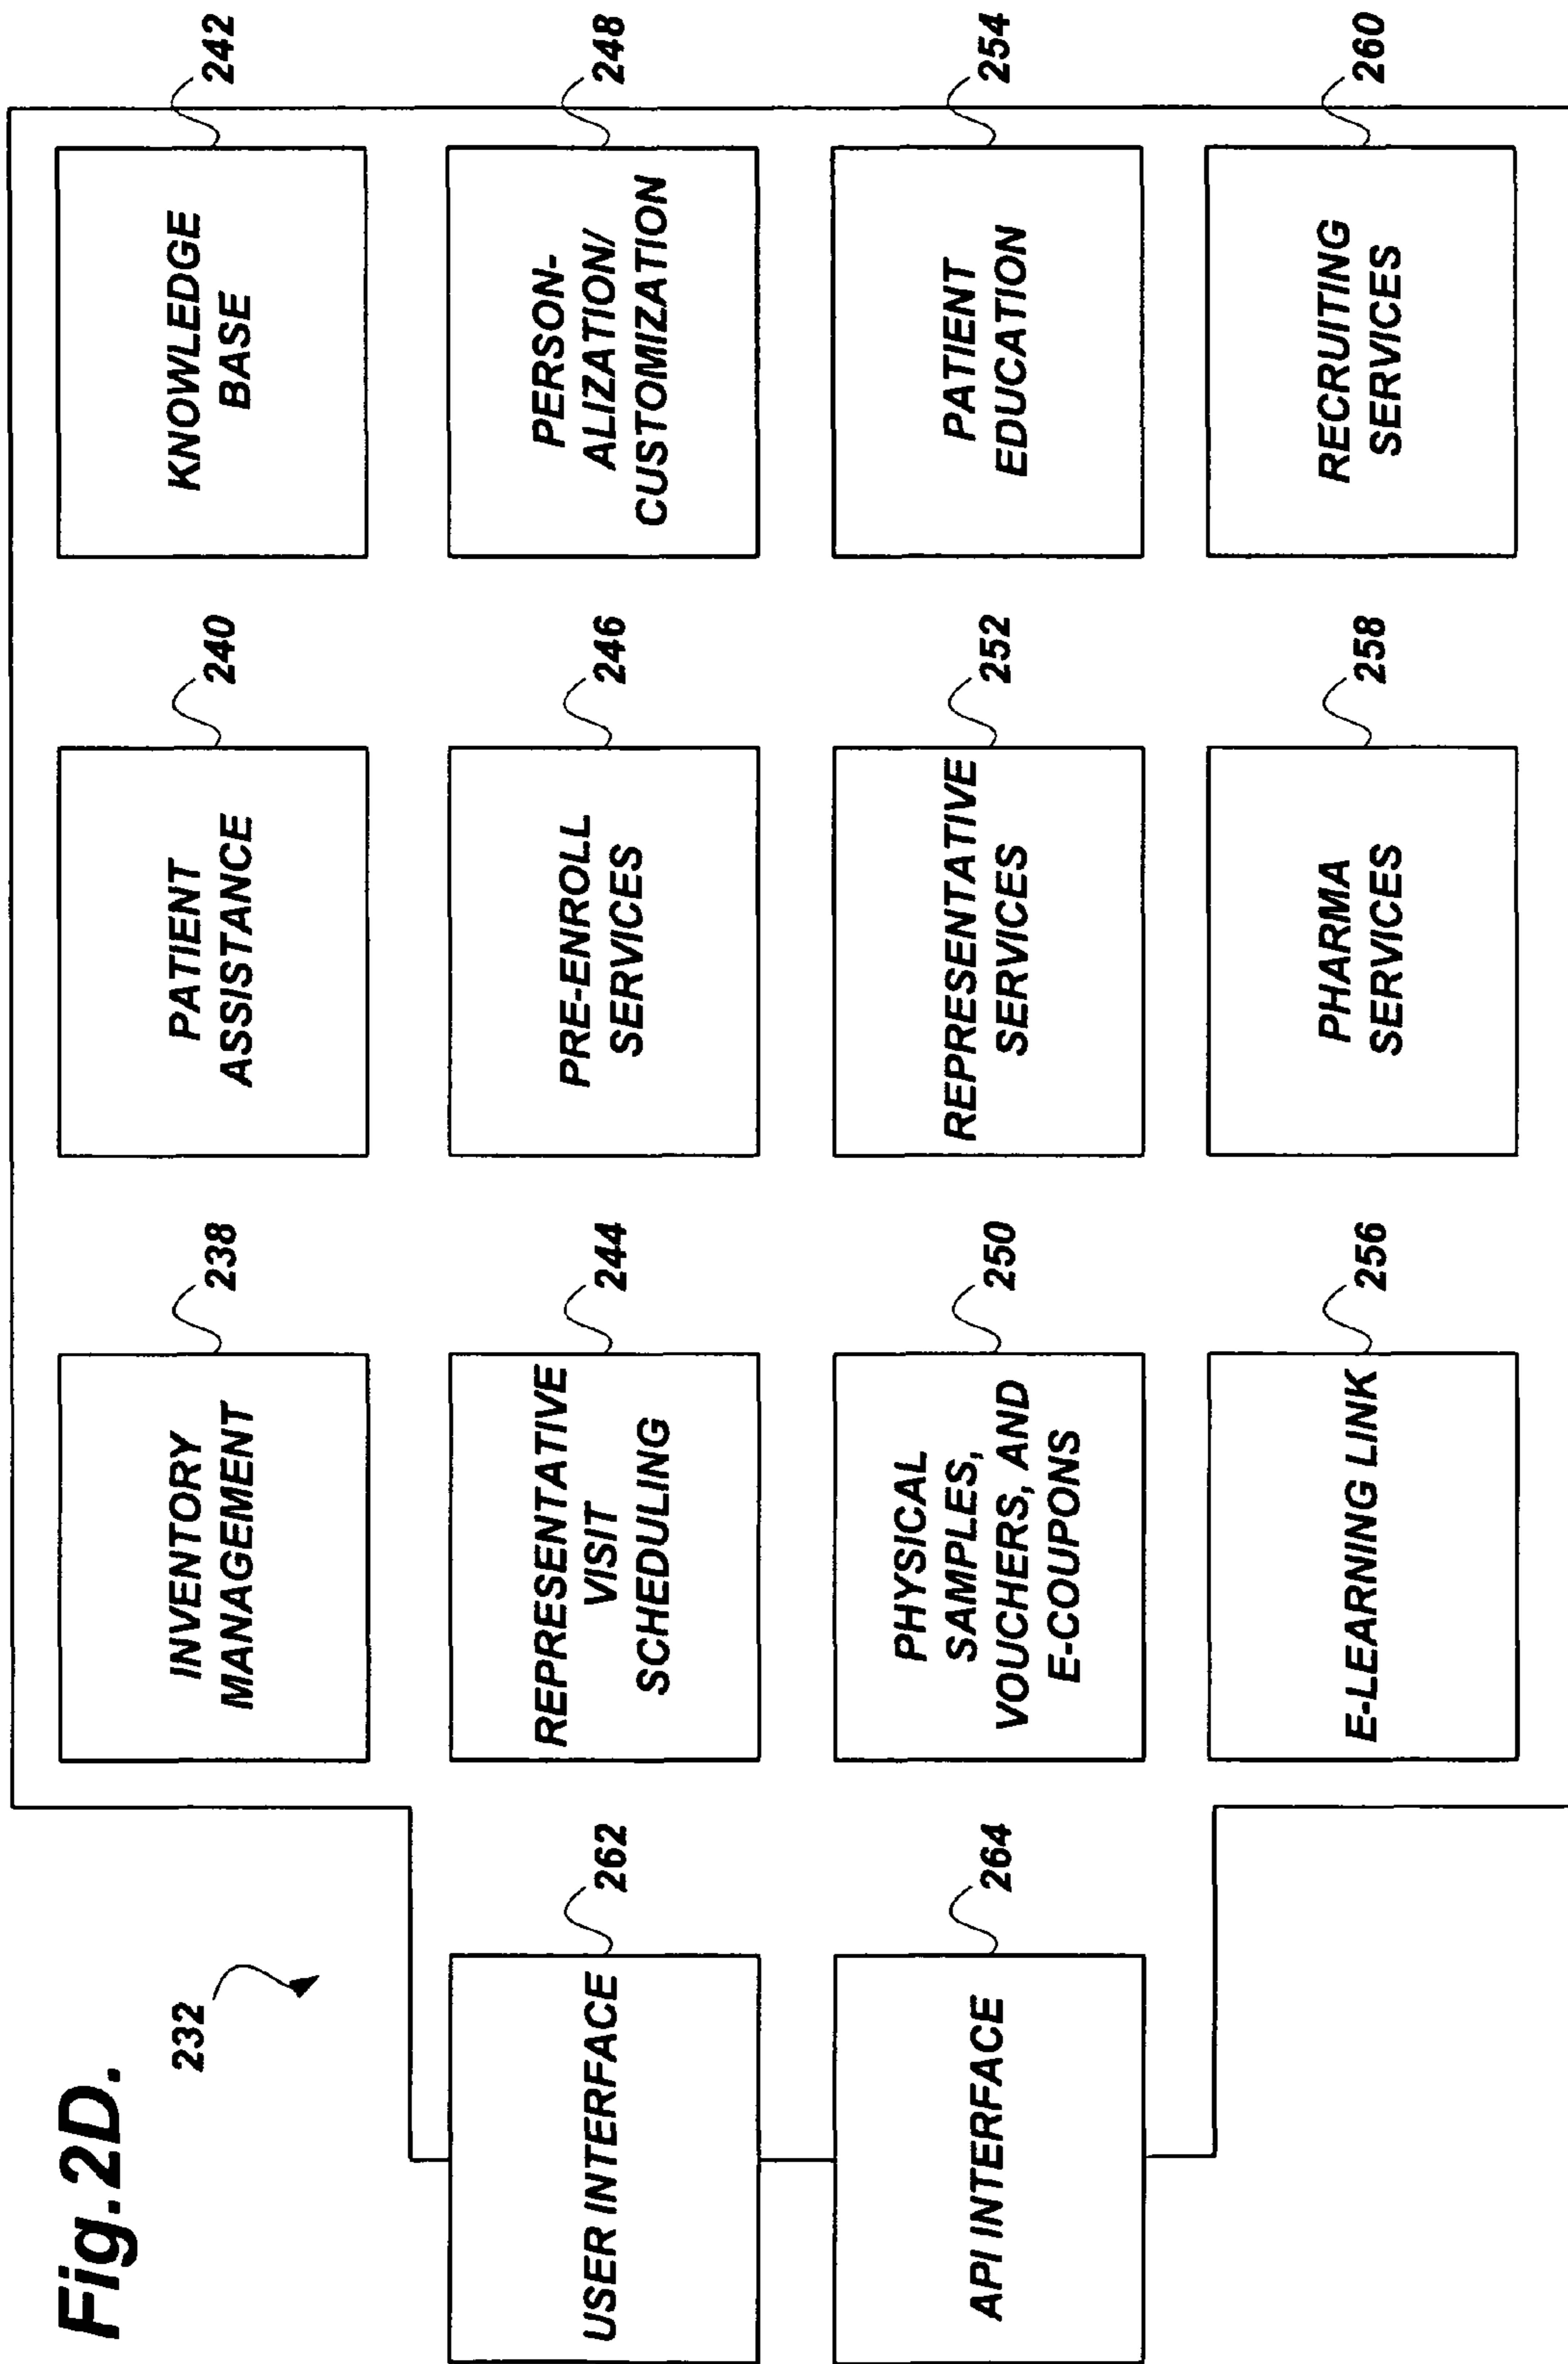 Fig.2D.
232
INVENTORY
MANAGEMENT
238
PATIENT
ASSISTANCE
240
KNOWLEDGE
BASE
242
USER INTERFACE
262
REPRESENTATIVE
VISIT
SCHEDULING
244
PRE-ENROLL
SERVICES
246
PERSON-
ALIZATION/
CUSTOMIZATION
248
API INTERFACE
264
PHYSICAL
SAMPLES,
VOUCHERS, AND
E-COUPONS
250
REPRESENTATIVE
SERVICES
252
PATIENT
EDUCATION
254
E-LEARNING LINK
256
PHARMA
SERVICES
258
RECRUITING
SERVICES
260